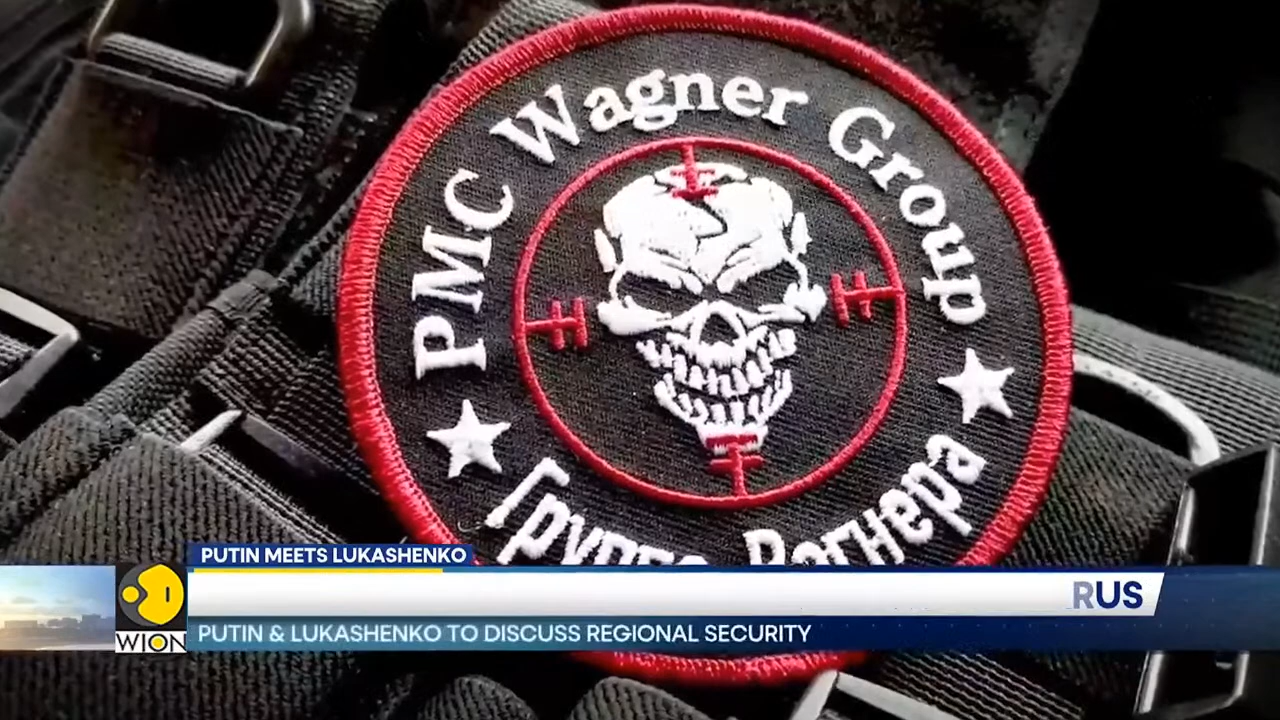 PMC Wagner Group
Группа Вагнера
PUTIN MEETS LUKASHENKO
RUS
WION
PUTIN & LUKASHENKO TO DISCUSS REGIONAL SECURITY